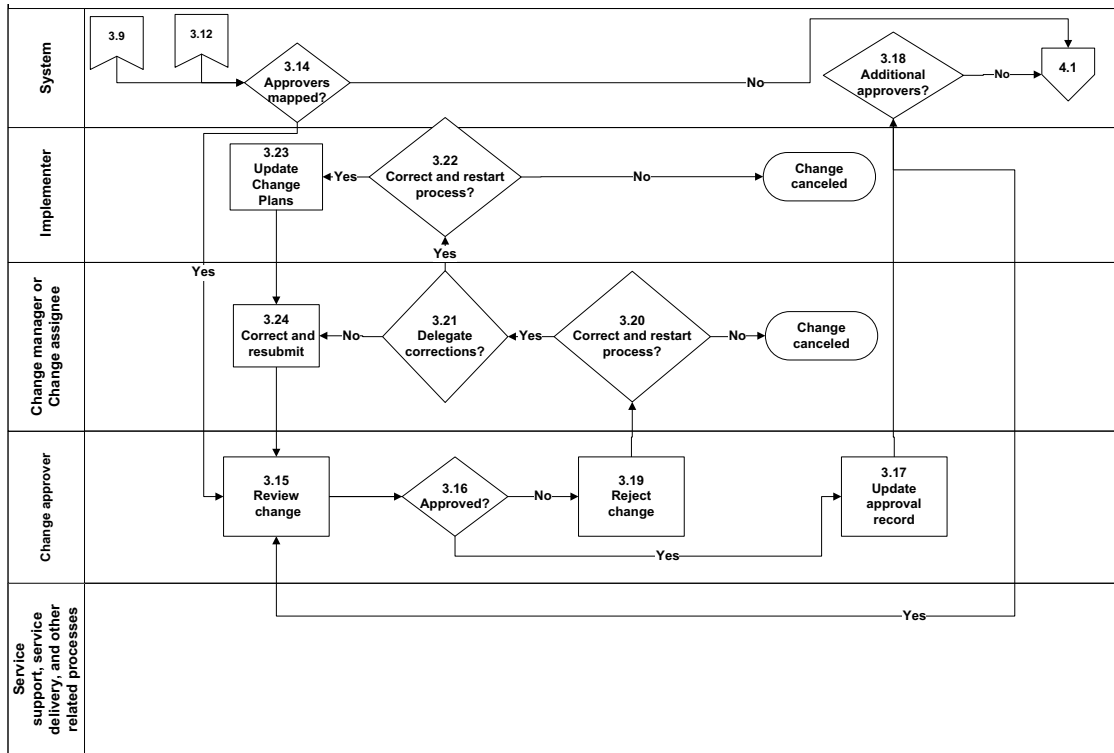 System
3.9
3.12
3.14
Approvers
mapped?
No
3.18
Additional
approvers?
No
4.1
Implementer
3.23
Update
Change
Plans
Yes
3.22
Correct and restart
process?
No
Change
canceled
Yes
Yes
Change manager or
Change assignee
3.24
Correct and
resubmit
No
3.21
Delegate
corrections?
Yes
3.20
Correct and restart
process?
No
Change
canceled
Change approver
3.15
Review
change
3.16
Approved?
No
3.19
Reject
change
3.17
Update
approval
record
Yes
Service
support, service
delivery, and other
related processes
Yes